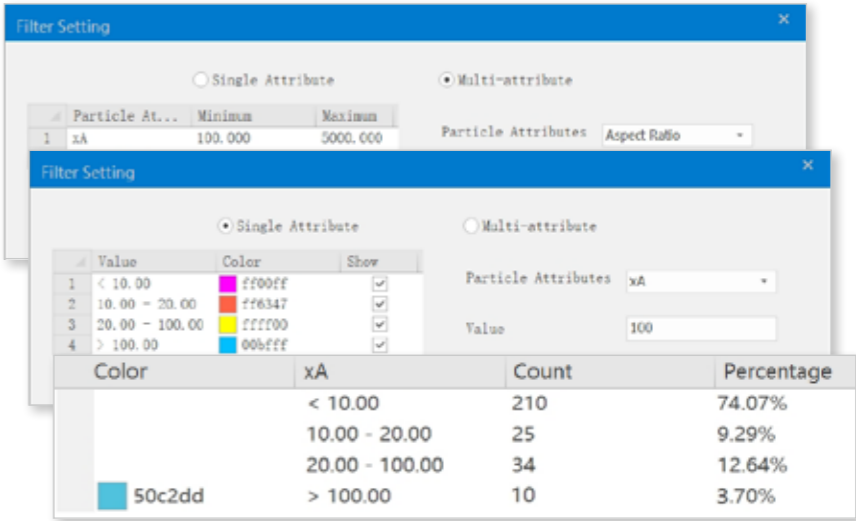 Filter Setting ×
Single Attribute Multi-attribute
Particle At... Minimum Maximum
1 xA 100.000 5000.000
Particle Attributes Aspect Ratio
Filter Setting ×
Single Attribute Multi-attribute
Value Color Show
1 < 10.00 ff00ff
2 10.00 - 20.00 ff6347
3 20.00 - 100.00 ffff00
4 > 100.00 00bfff
Particle Attributes xA
Value 100
Color xA Count Percentage
< 10.00 210 74.07%
10.00 - 20.00 25 9.29%
20.00 - 100.00 34 12.64%
50c2dd > 100.00 10 3.70%